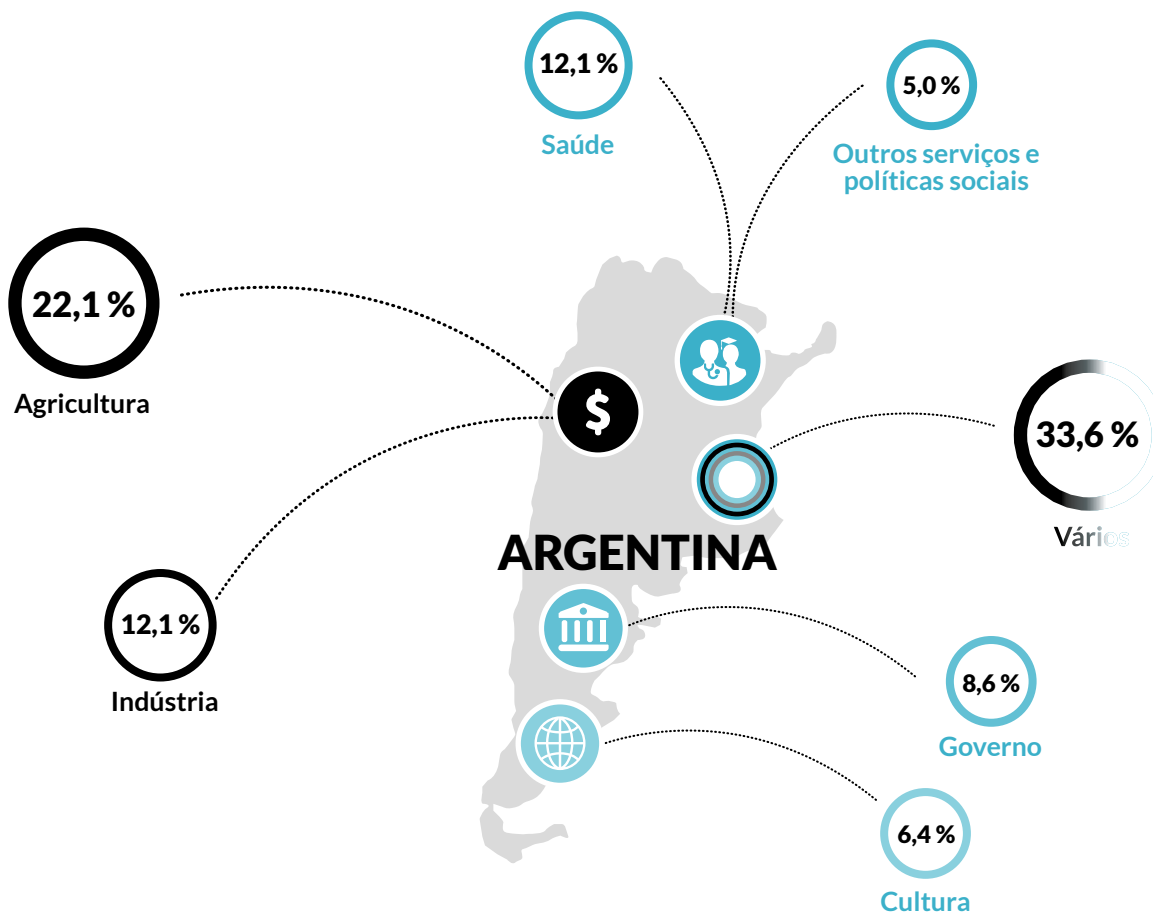 12,1 %
Saúde
5,0 %
Outros serviços e
políticas sociais
22,1 %
Agricultura
$
33,6 %
Vários
ARGENTINA
12,1 %
Indústria
8,6 %
Governo
6,4 %
Cultura